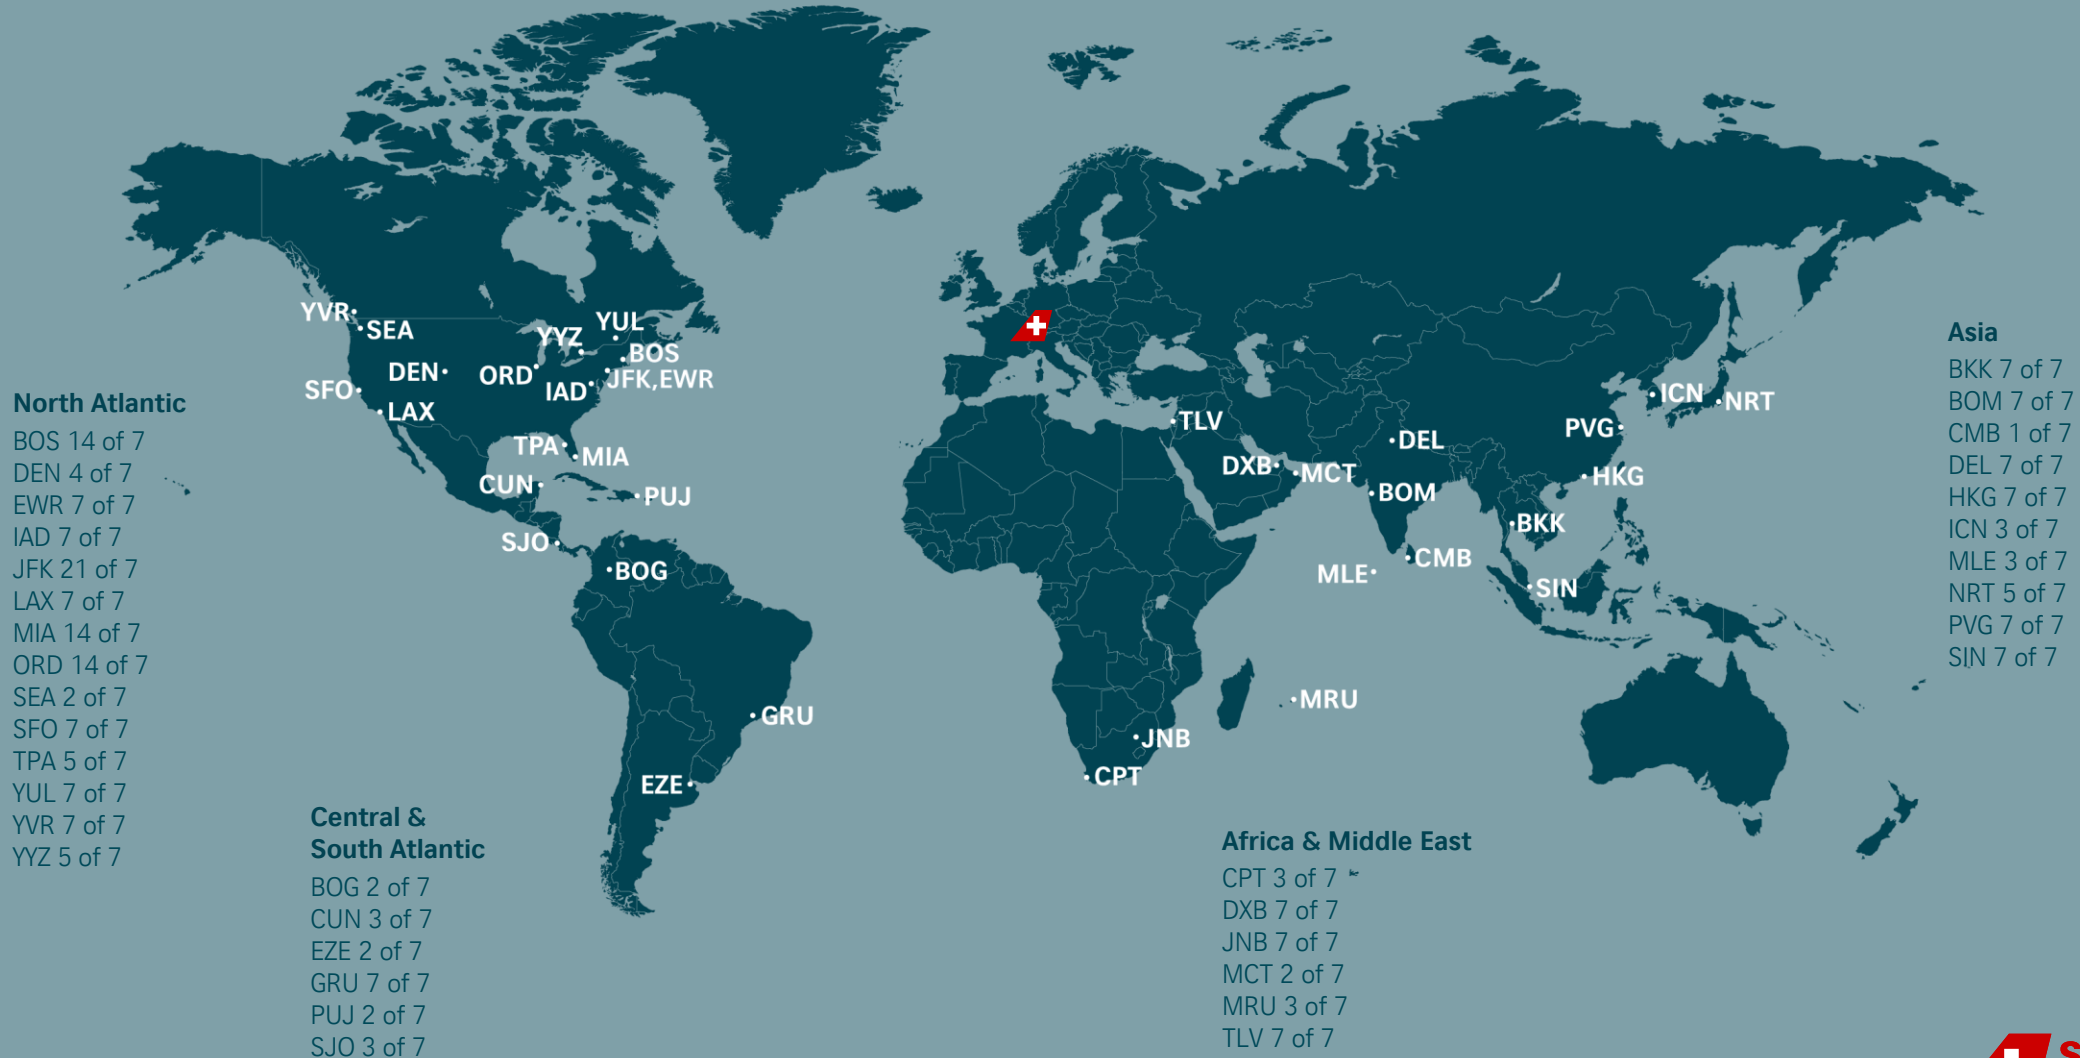 YVR
SEA
YYZ
YUL
BOS
DEN
ORD
IAD
JFK,EWR
SFO
LAX
TPA
MIA
CUN
PUJ
SJO
BOG
GRU
EZE
TLV
DXB
MCT
DEL
BOM
MLE
CMB
BKK
SIN
PVG
HKG
ICN
NRT
MRU
JNB
CPT
North Atlantic
BOS 14 of 7
DEN 4 of 7
EWR 7 of 7
IAD 7 of 7
JFK 21 of 7
LAX 7 of 7
MIA 14 of 7
ORD 14 of 7
SEA 2 of 7
SFO 7 of 7
TPA 5 of 7
YUL 7 of 7
YVR 7 of 7
YYZ 5 of 7
Central &
South Atlantic
BOG 2 of 7
CUN 3 of 7
EZE 2 of 7
GRU 7 of 7
PUJ 2 of 7
SJO 3 of 7
Africa & Middle East
CPT 3 of 7
DXB 7 of 7
JNB 7 of 7
MCT 2 of 7
MRU 3 of 7
TLV 7 of 7
Asia
BKK 7 of 7
BOM 7 of 7
CMB 1 of 7
DEL 7 of 7
HKG 7 of 7
ICN 3 of 7
MLE 3 of 7
NRT 5 of 7
PVG 7 of 7
SIN 7 of 7